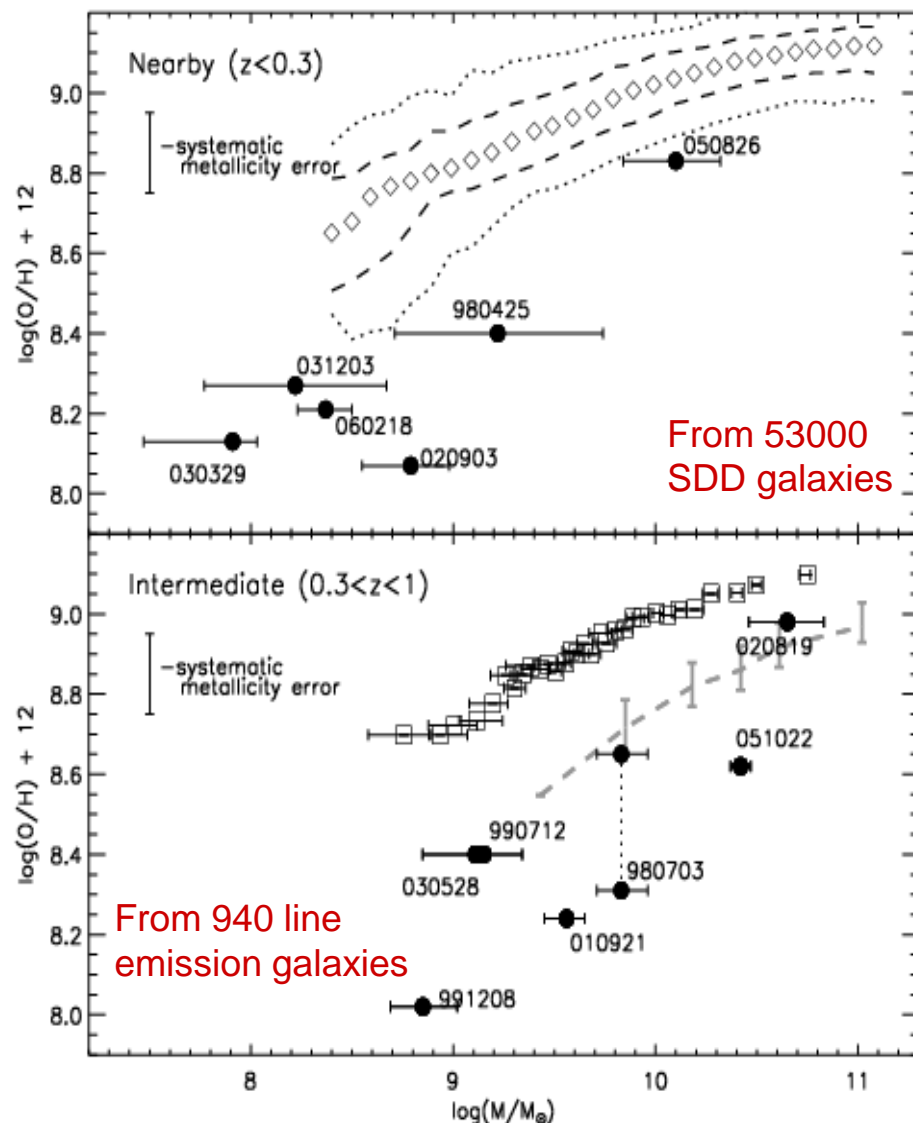 Nearby (z<0.3)
9.0
-systematic
metallicity error
050826
8.8
8.6
log(O/H) + 12
980425
8.4
031203
8.2
060218
From 53000
SDD galaxies
020903
030329
8.0
Intermediate (0.3<z<1)
9.0
020819
-systematic
metallicity error
8.8
051022
8.6
log(O/H) + 12
990712
8.4
030528
980703
8.2
From 940 line
emission galaxies
010921
991208
8.0
8 9 10 11
log(M/M⊙)